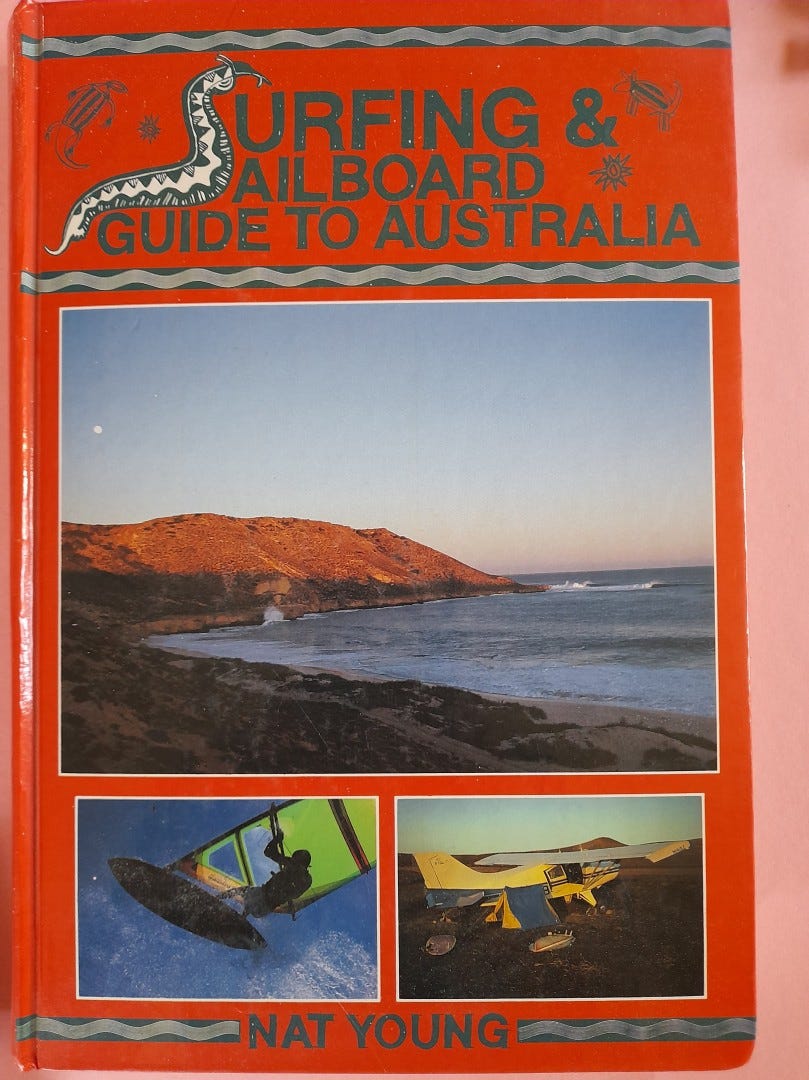 SURFING &
SAILBOARD
GUIDE TO AUSTRALIA
NAT YOUNG